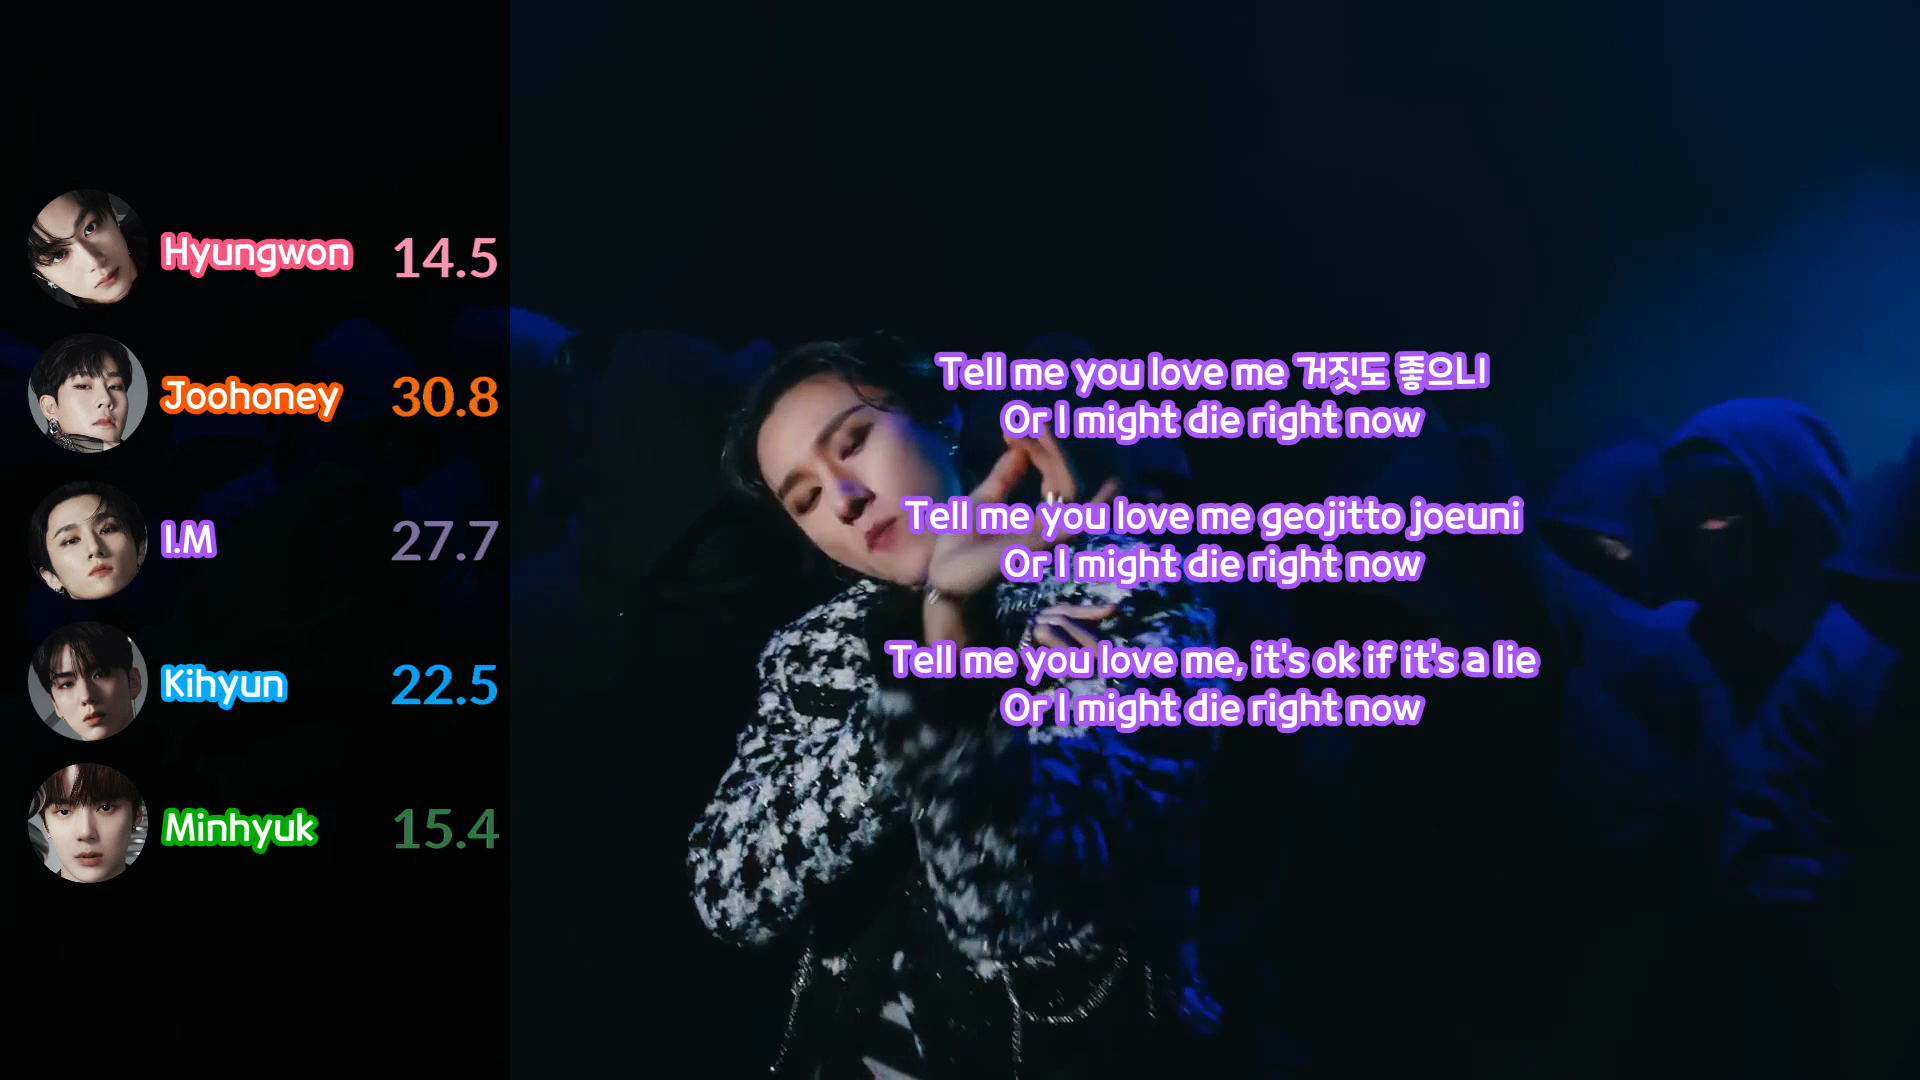 Hyungwon 14.5
Joohoney 30.8
I.M 27.7
Kihyun 22.5
Minhyuk 15.4
Tell me you love me 거짓도 좋으니
Or I might die right now
Tell me you love me geojitto joeuni
Or I might die right now
Tell me you love me, it's ok if it's a lie
Or I might die right now